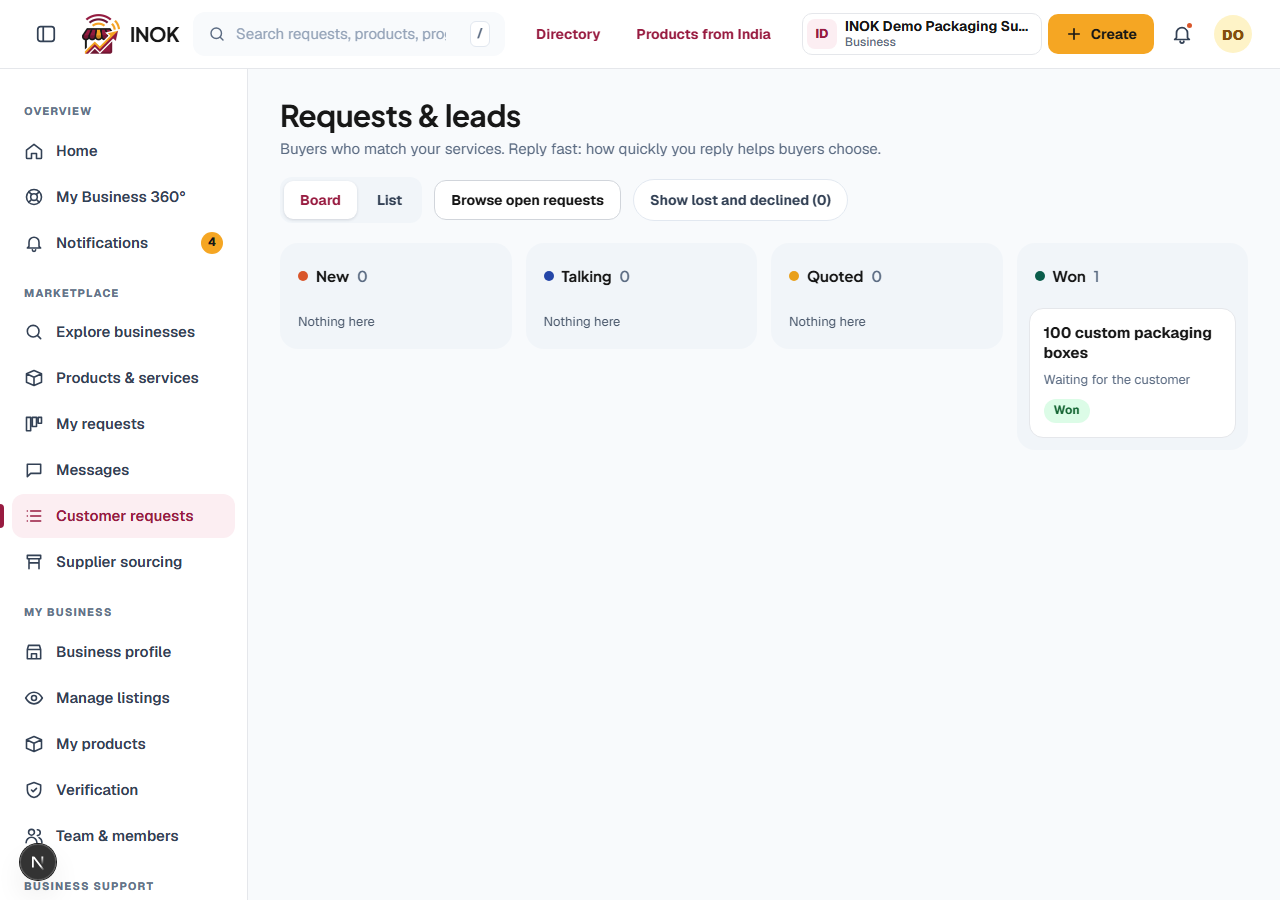 INOK
Search requests, products, pro
/
Directory
Products from India
ID
INOK Demo Packaging Su...
Business
Create
DO
OVERVIEW
Home
My Business 360°
Notifications
4
MARKETPLACE
Explore businesses
Products & services
My requests
Messages
Customer requests
Supplier sourcing
MY BUSINESS
Business profile
Manage listings
My products
Verification
Team & members
N
BUSINESS SUPPORT
Requests & leads
Buyers who match your services. Reply fast: how quickly you reply helps buyers choose.
Board
List
Browse open requests
Show lost and declined (0)
New 0
Nothing here
Talking 0
Nothing here
Quoted 0
Nothing here
Won 1
100 custom packaging
boxes
Waiting for the customer
Won